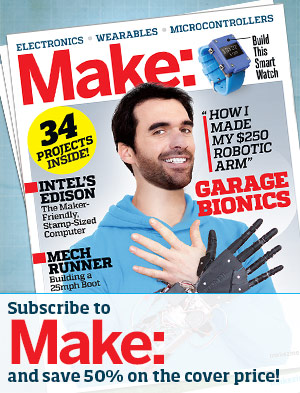 ELECTRONICS ▪ WEARABLES ▪ MICROCONTROLLERS
Make:
Build
This
Smart
Watch
34
PROJECTS
INSIDE!
"HOW I
MADE
MY $250
ROBOTIC
ARM"
GARAGE
BIONICS
INTEL'S
EDISON
The Maker-
Friendly,
Stamp-Sized
Computer
MECH
RUNNER
Building a
25mph Boot
Subscribe to
Make:
and save 50% on the cover price!